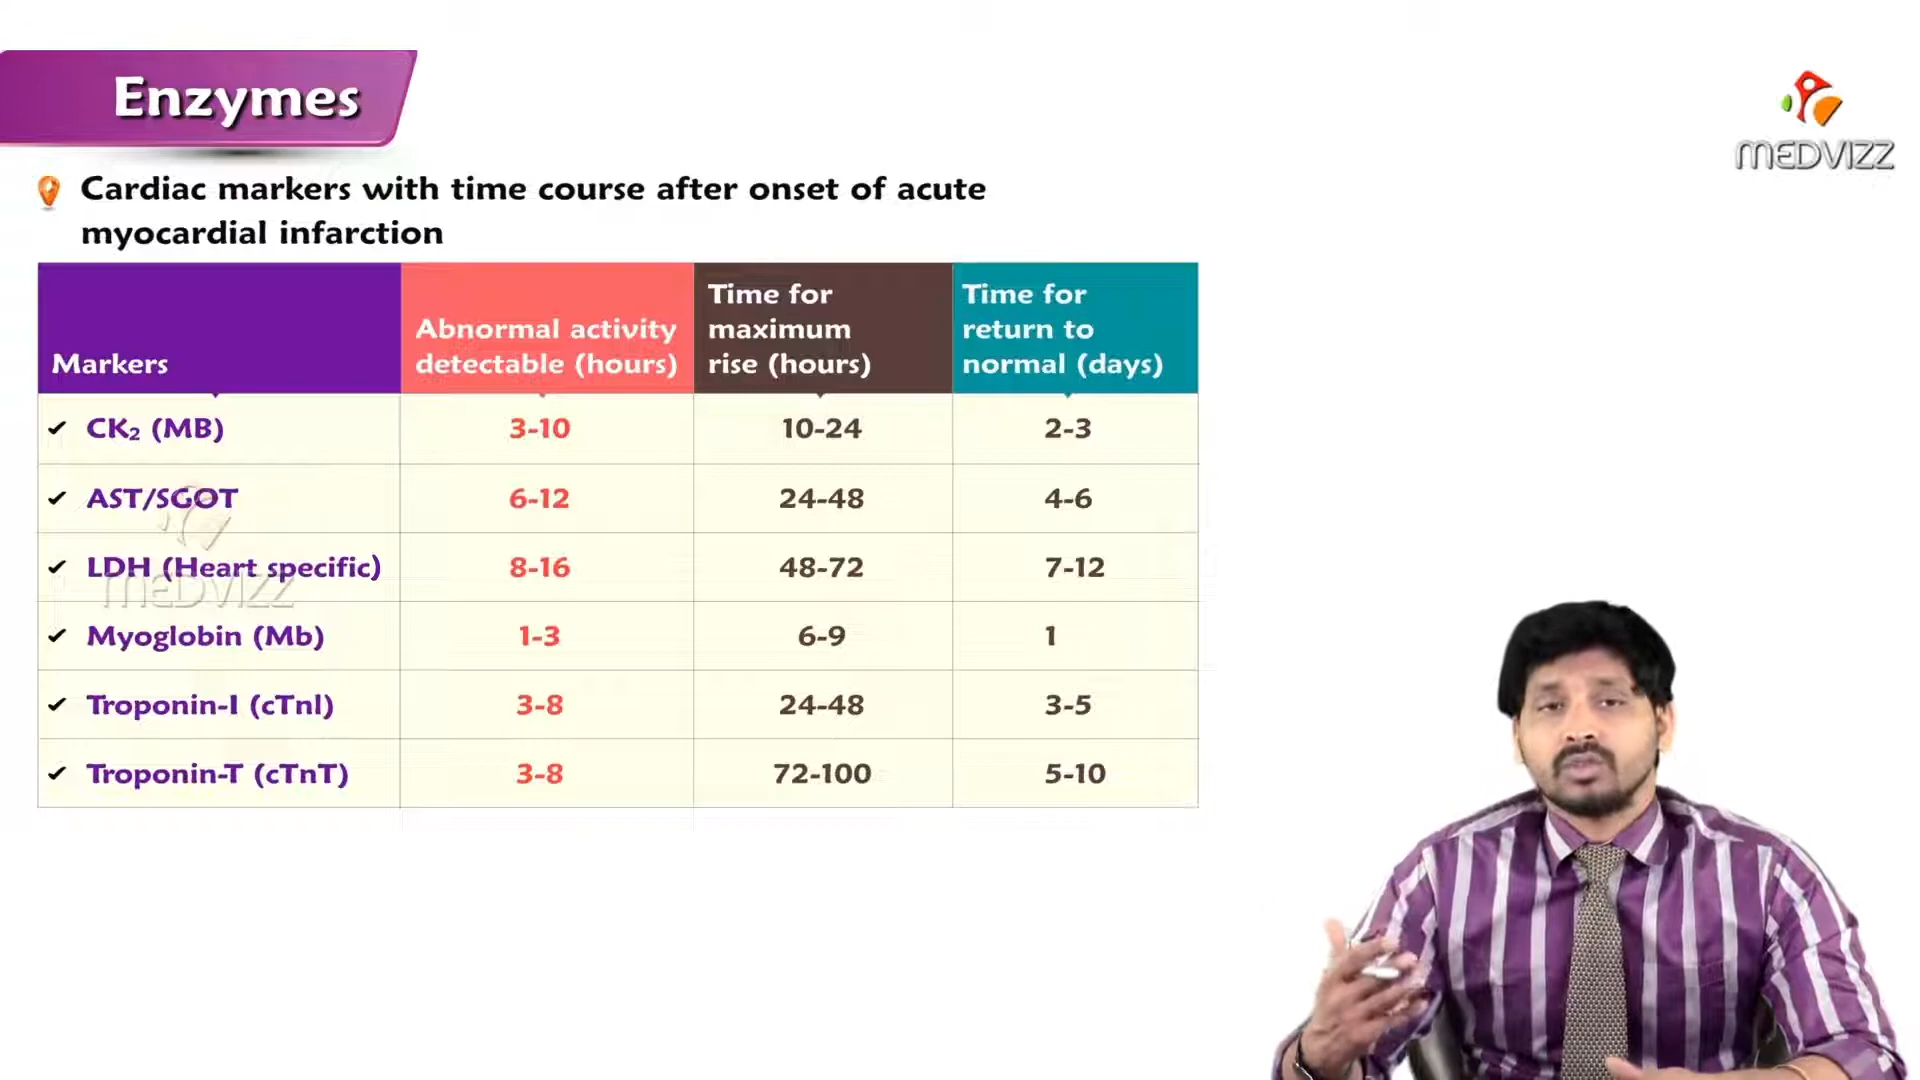 Enzymes
MEDVIZZ
Cardiac markers with time course after onset of acute
myocardial infarction
Markers
Abnormal activity
detectable (hours)
Time for
maximum
rise (hours)
Time for
return to
normal (days)
CK₂ (MB) 3-10 10-24 2-3
AST/SGOT 6-12 24-48 4-6
LDH (Heart specific) 8-16 48-72 7-12
MEDVIZZ
Myoglobin (Mb) 1-3 6-9 1
Troponin-I (cTnl) 3-8 24-48 3-5
Troponin-T (cTnT) 3-8 72-100 5-10